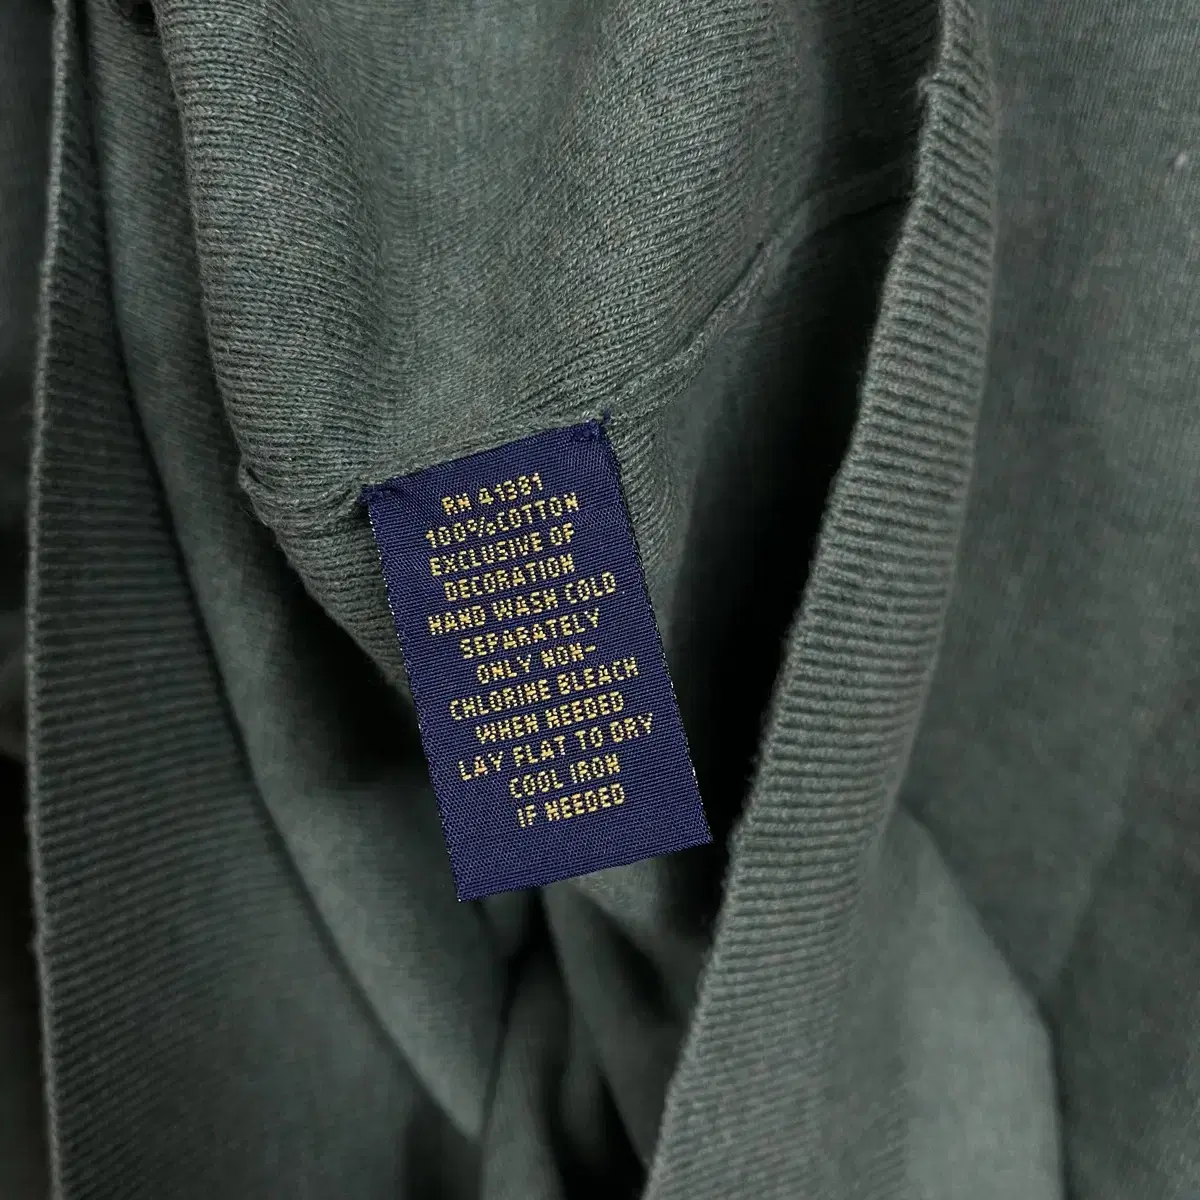 RN 41381
100% COTTON
EXCLUSIVE OF
DECORATION
HAND WASH COLD
SEPARATELY
ONLY NON-
CHLORINE BLEACH
WHEN NEEDED
LAY FLAT TO DRY
COOL IRON
IF NEEDED